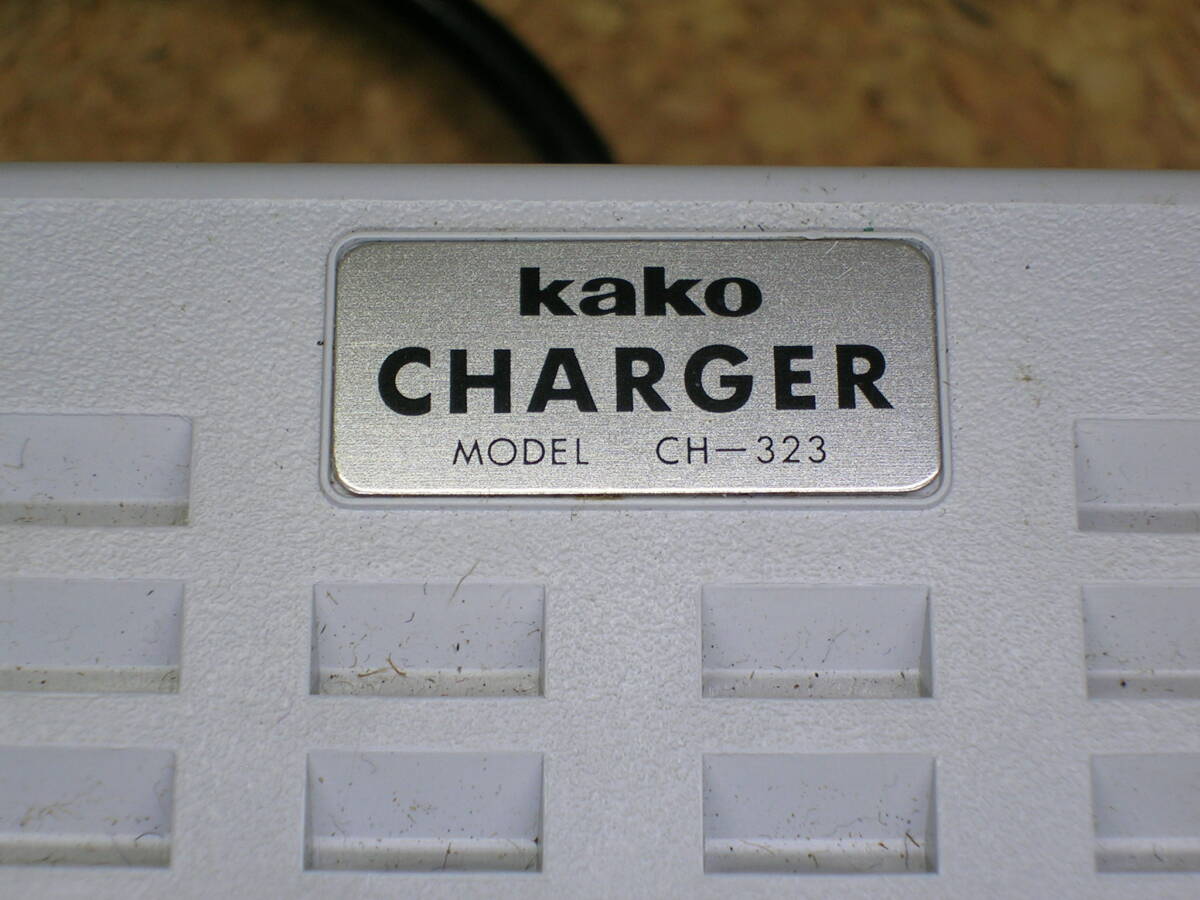 kako
CHARGER
MODEL CH-323